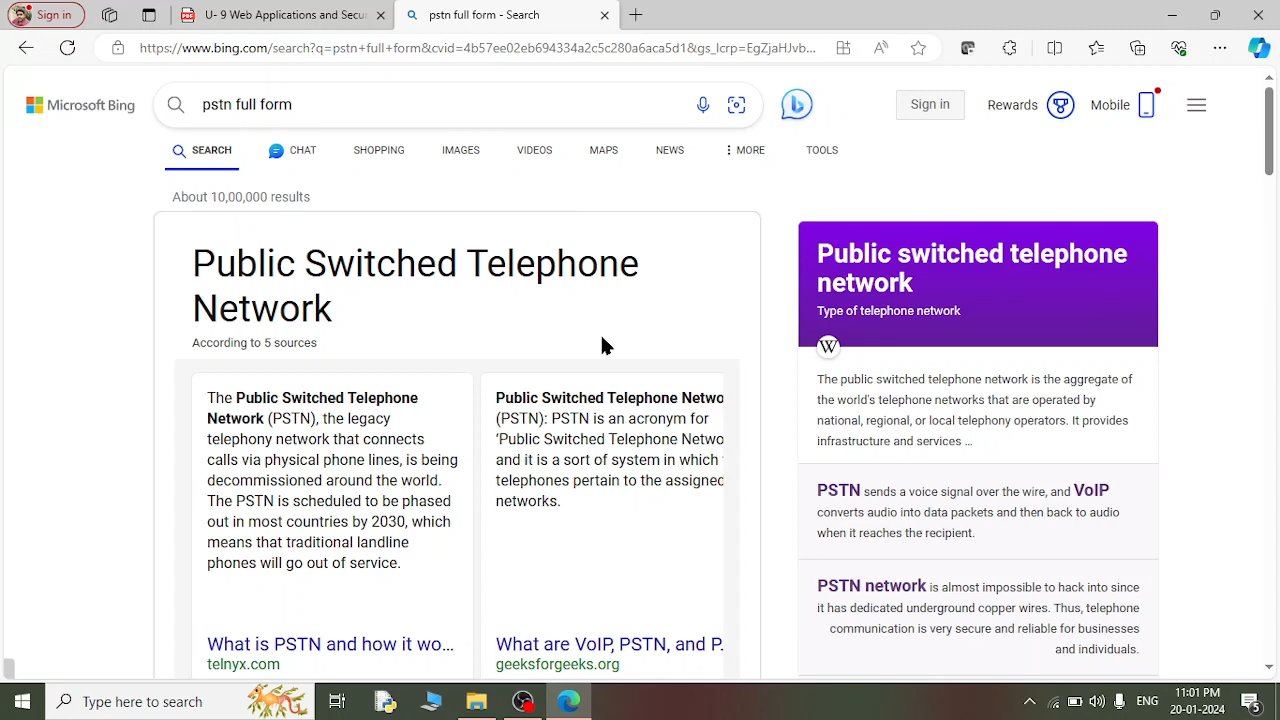 Sign in
U- 9 Web Applications and Secur
pstn full form - Search
https://www.bing.com/search?q=pstn+full+form&cvid=4b57ee02eb694334a2c5c280a6aca5d1&gs_lcrp=EgZjaHJvb...
Microsoft Bing
pstn full form
Sign in
Rewards
Mobile
SEARCH
CHAT
SHOPPING
IMAGES
VIDEOS
MAPS
NEWS
MORE
TOOLS
About 10,00,000 results
Public Switched Telephone
Network
According to 5 sources
The Public Switched Telephone
Network (PSTN), the legacy
telephony network that connects
calls via physical phone lines, is being
decommissioned around the world.
The PSTN is scheduled to be phased
out in most countries by 2030, which
means that traditional landline
phones will go out of service.
What is PSTN and how it wo...
telnyx.com
Public Switched Telephone Netwo
(PSTN): PSTN is an acronym for
‘Public Switched Telephone Netwo
and it is a sort of system in which
telephones pertain to the assigned
networks.
What are VoIP, PSTN, and P.
geeksforgeeks.org
Public switched telephone
network
Type of telephone network
W
The public switched telephone network is the aggregate of
the world's telephone networks that are operated by
national, regional, or local telephony operators. It provides
infrastructure and services ...
PSTN sends a voice signal over the wire, and VoIP
converts audio into data packets and then back to audio
when it reaches the recipient.
PSTN network is almost impossible to hack into since
it has dedicated underground copper wires. Thus, telephone
communication is very secure and reliable for businesses
and individuals.
Type here to search
ENG
11:01 PM
20-01-2024
5